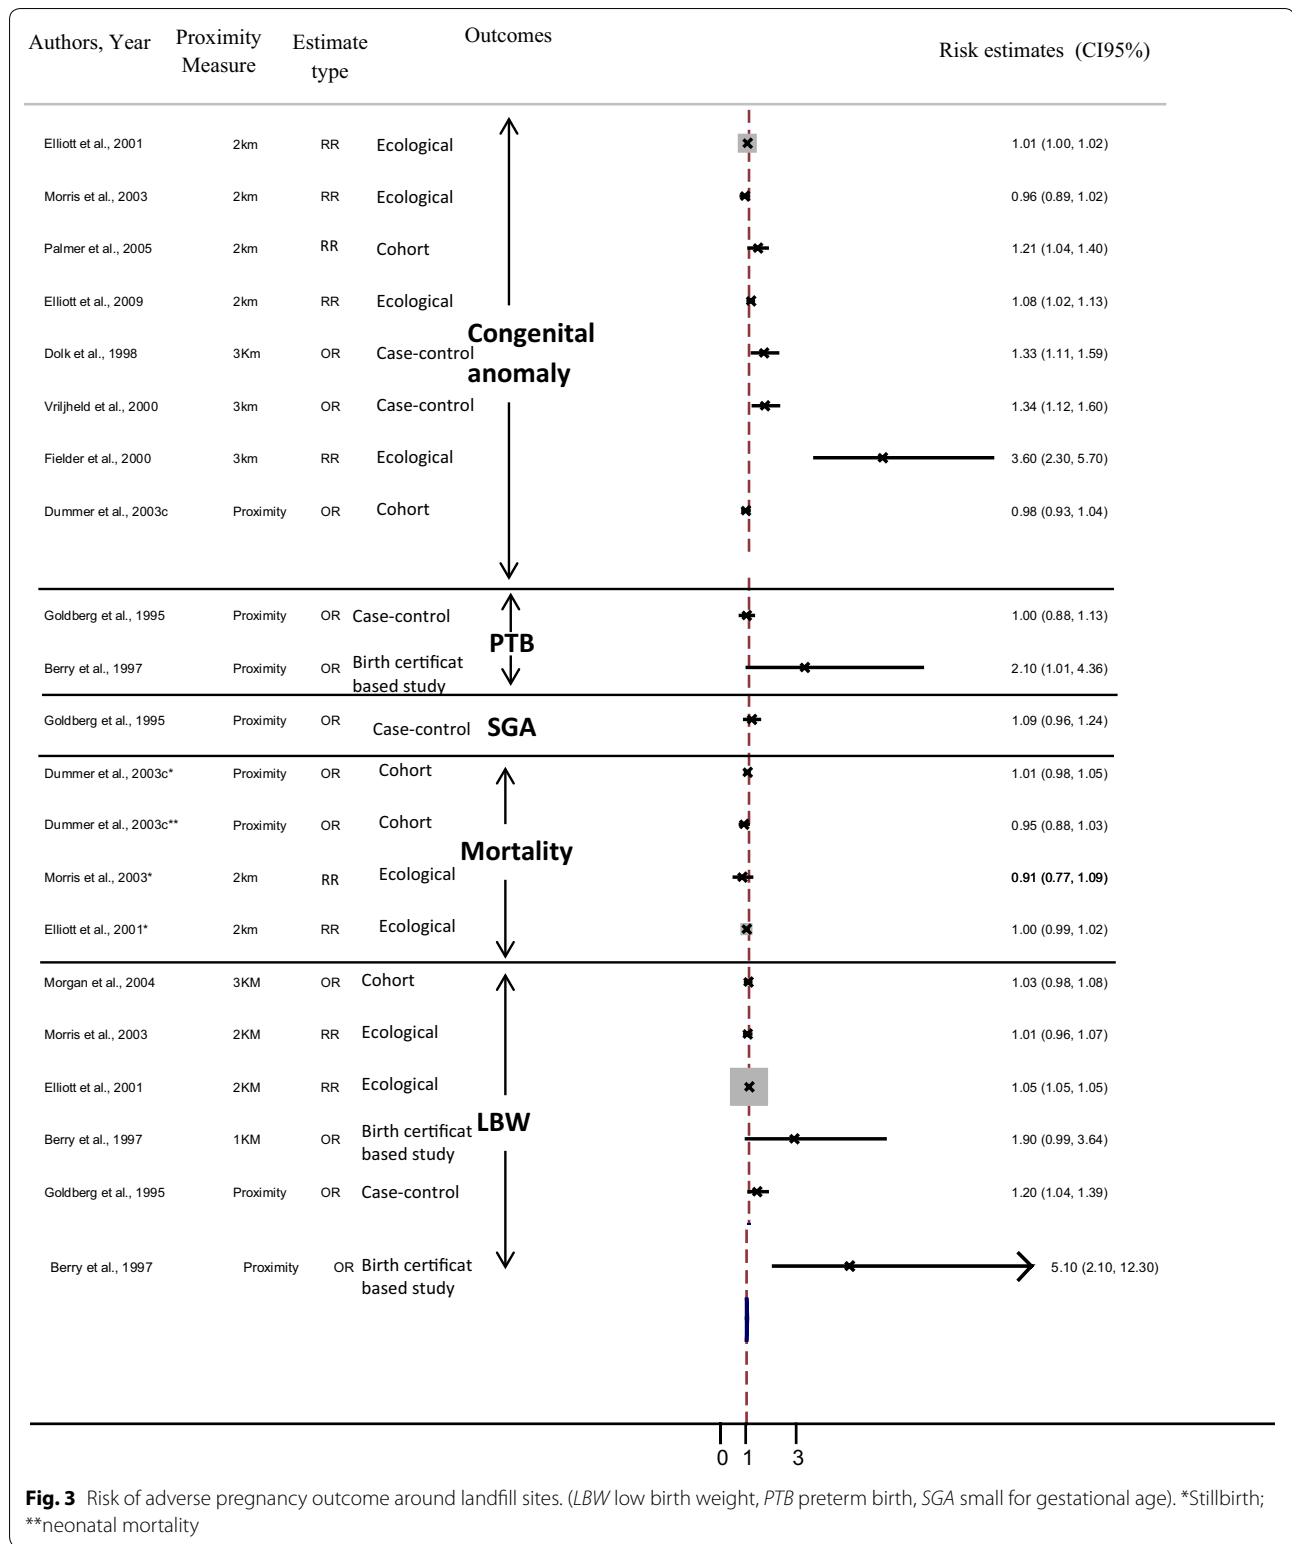 Authors, Year Proximity Measure Estimate type Outcomes Risk estimates (CI95%)
Elliott et al., 2001 2km RR Ecological 1.01 (1.00, 1.02)
Morris et al., 2003 2km RR Ecological 0.96 (0.89, 1.02)
Palmer et al., 2005 2km RR Cohort 1.21 (1.04, 1.40)
Elliott et al., 2009 2km RR Ecological 1.08 (1.02, 1.13)
Congenital anomaly
Dolk et al., 1998 3Km OR Case-control 1.33 (1.11, 1.59)
Vriljheld et al., 2000 3km OR Case-control 1.34 (1.12, 1.60)
Fielder et al., 2000 3km RR Ecological 3.60 (2.30, 5.70)
Dummer et al., 2003c Proximity OR Cohort 0.98 (0.93, 1.04)
Goldberg et al., 1995 Proximity OR Case-control 1.00 (0.88, 1.13)
PTB
Berry et al., 1997 Proximity OR Birth certificat based study 2.10 (1.01, 4.36)
Goldberg et al., 1995 Proximity OR Case-control SGA 1.09 (0.96, 1.24)
Dummer et al., 2003c* Proximity OR Cohort 1.01 (0.98, 1.05)
Dummer et al., 2003c** Proximity OR Cohort 0.95 (0.88, 1.03)
Mortality
Morris et al., 2003* 2km RR Ecological 0.91 (0.77, 1.09)
Elliott et al., 2001* 2km RR Ecological 1.00 (0.99, 1.02)
Morgan et al., 2004 3KM OR Cohort 1.03 (0.98, 1.08)
Morris et al., 2003 2KM RR Ecological 1.01 (0.96, 1.07)
Elliott et al., 2001 2KM RR Ecological 1.05 (1.05, 1.05)
LBW
Berry et al., 1997 1KM OR Birth certificat based study 1.90 (0.99, 3.64)
Goldberg et al., 1995 Proximity OR Case-control 1.20 (1.04, 1.39)
Berry et al., 1997 Proximity OR Birth certificat based study 5.10 (2.10, 12.30)
0 1 3
Fig. 3 Risk of adverse pregnancy outcome around landfill sites. (LBW low birth weight, PTB preterm birth, SGA small for gestational age). *Stillbirth;
**neonatal mortality